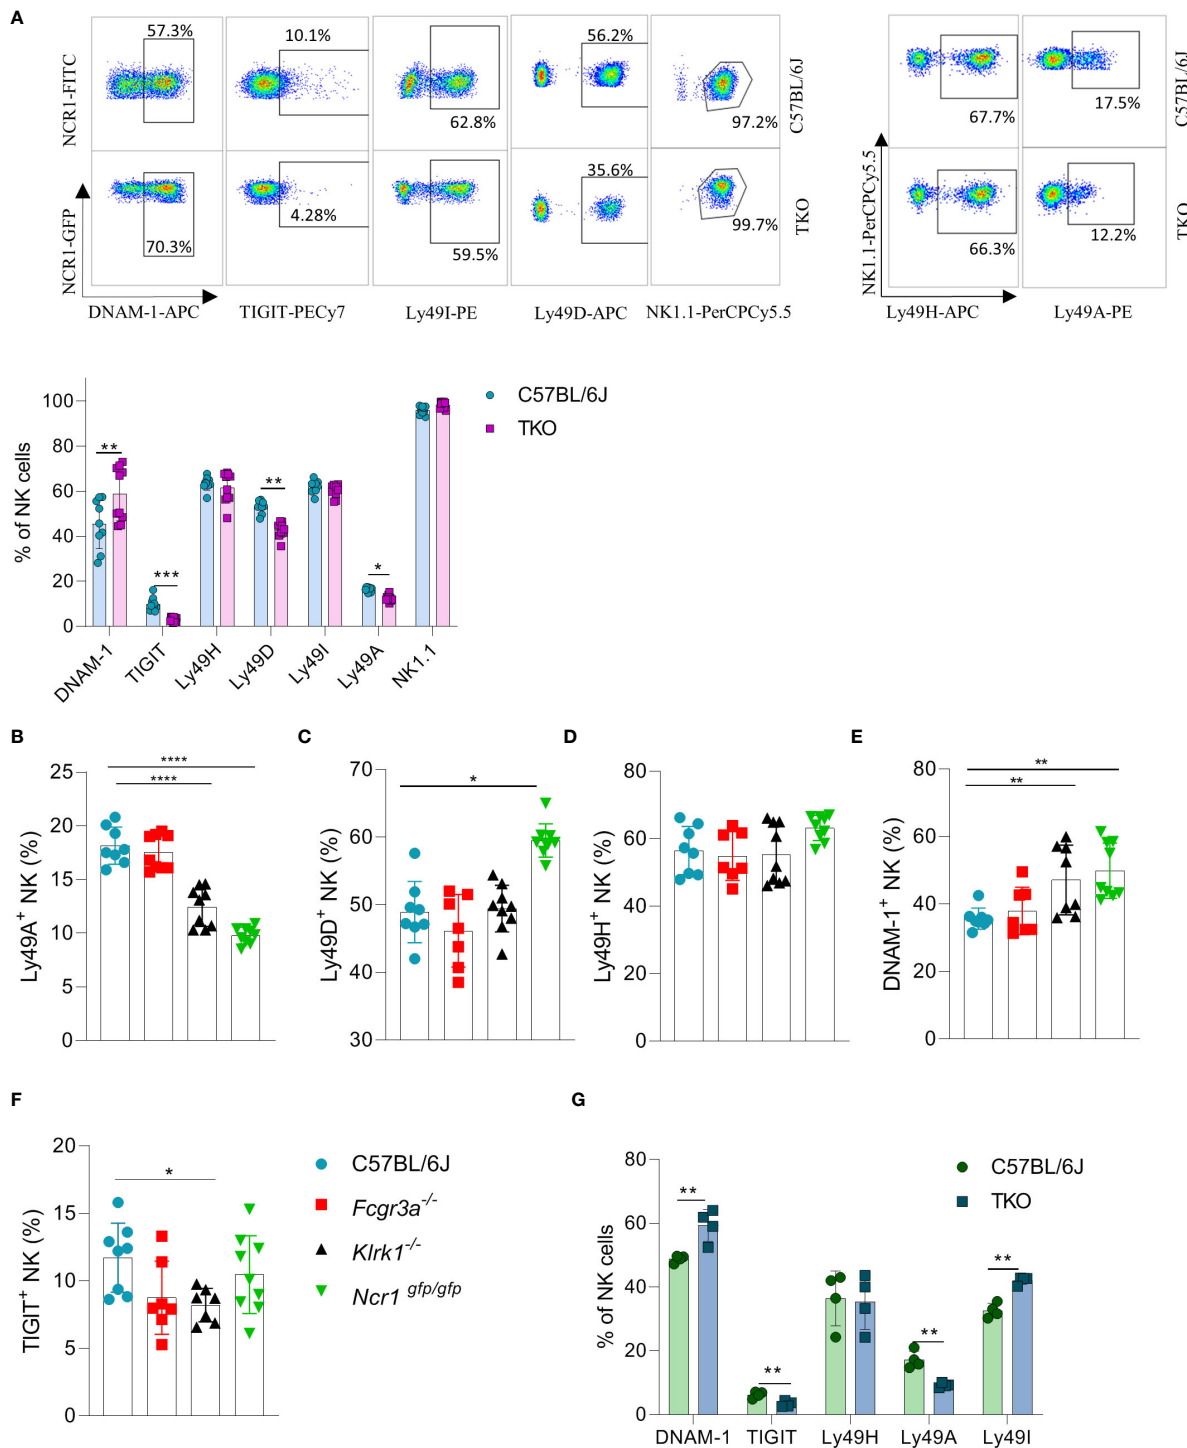 A
57.3%
10.1%
62.8%
56.2%
97.2%
67.7%
17.5%
NCR1-FITC
C57BL/6J
C57BL/6J
70.3%
4.28%
59.5%
35.6%
99.7%
66.3%
12.2%
NCR1-GFP
TKO
NK1.1-PerCPCy5.5
TKO
DNAM-1-APC
TIGIT-PECy7
Ly49I-PE
Ly49D-APC
NK1.1-PerCPCy5.5
Ly49H-APC
Ly49A-PE
% of NK cells
100
80
60
40
20
0
** *** ** *
C57BL/6J
TKO
DNAM-1
TIGIT
Ly49H
Ly49D
Ly49I
Ly49A
NK1.1
B
Ly49A+ NK (%)
25
20
15
10
5
0
****
****
C
Ly49D+ NK (%)
70
60
50
40
30
*
D
Ly49H+ NK (%)
80
60
40
20
0
E
DNAM-1+ NK (%)
80
60
40
20
0
**
**
F
TIGIT+ NK (%)
20
15
10
5
0
*
C57BL/6J
Fcgr3a-/-
Klrk1-/-
Ncr1 gfp/gfp
G
% of NK cells
80
60
40
20
0
** ** ** **
C57BL/6J
TKO
DNAM-1 TIGIT Ly49H Ly49A Ly49I